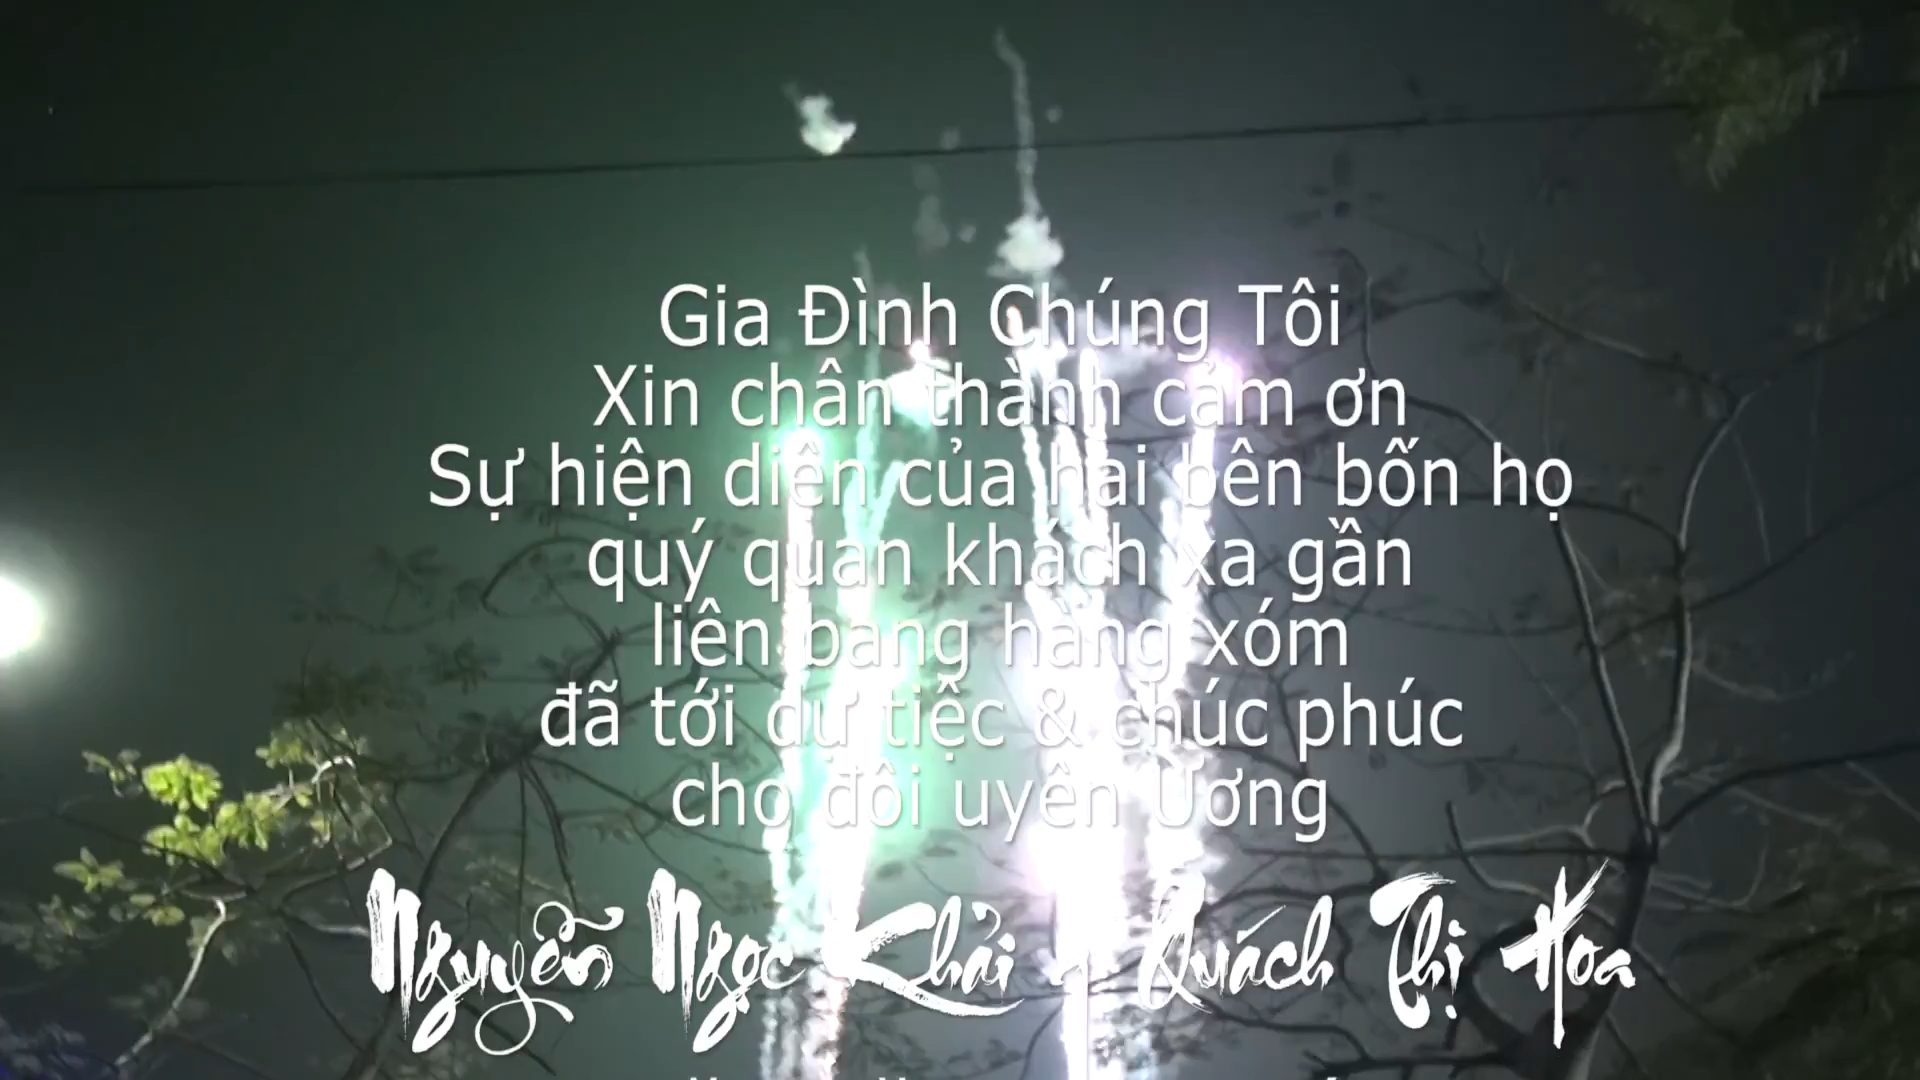 Gia Đình Chúng Tôi
Xin chân thành cảm ơn
Sự hiện diên của hai bên bốn họ
quý quan khách xa gần
liên bang hàng xóm
đã tới dự tiệc & chúc phúc
cho đôi uyên Ương
Nguyễn Ngọc Khải Quách Thị Hoa